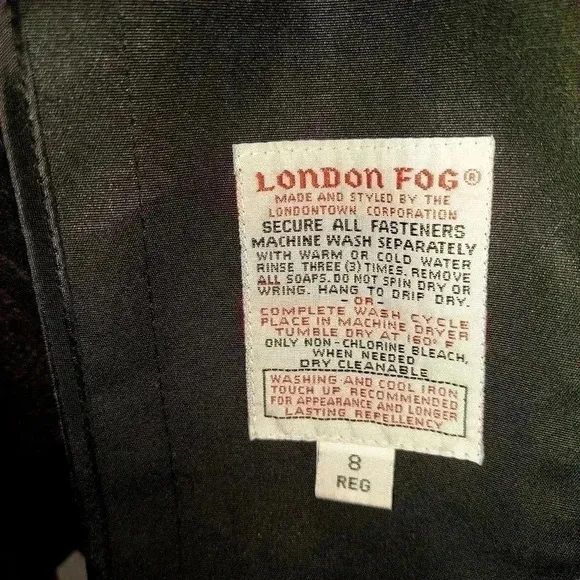 LONDON FOG®
MADE AND STYLED BY THE
LONDONTOWN CORPORATION
SECURE ALL FASTENERS
MACHINE WASH SEPARATELY
WITH WARM OR COLD WATER
RINSE THREE (3) TIMES. REMOVE
ALL SOAPS. DO NOT SPIN DRY OR
WRING. HANG TO DRIP DRY.
-OR-
COMPLETE WASH CYCLE
PLACE IN MACHINE DRYER
TUMBLE DRY AT 160° F
ONLY NON-CHLORINE BLEACH,
WHEN NEEDED
DRY CLEANABLE
WASHING AND COOL IRON
TOUCH UP RECOMMENDED
FOR APPEARANCE AND LONGER
LASTING REPELLENCY
8
REG